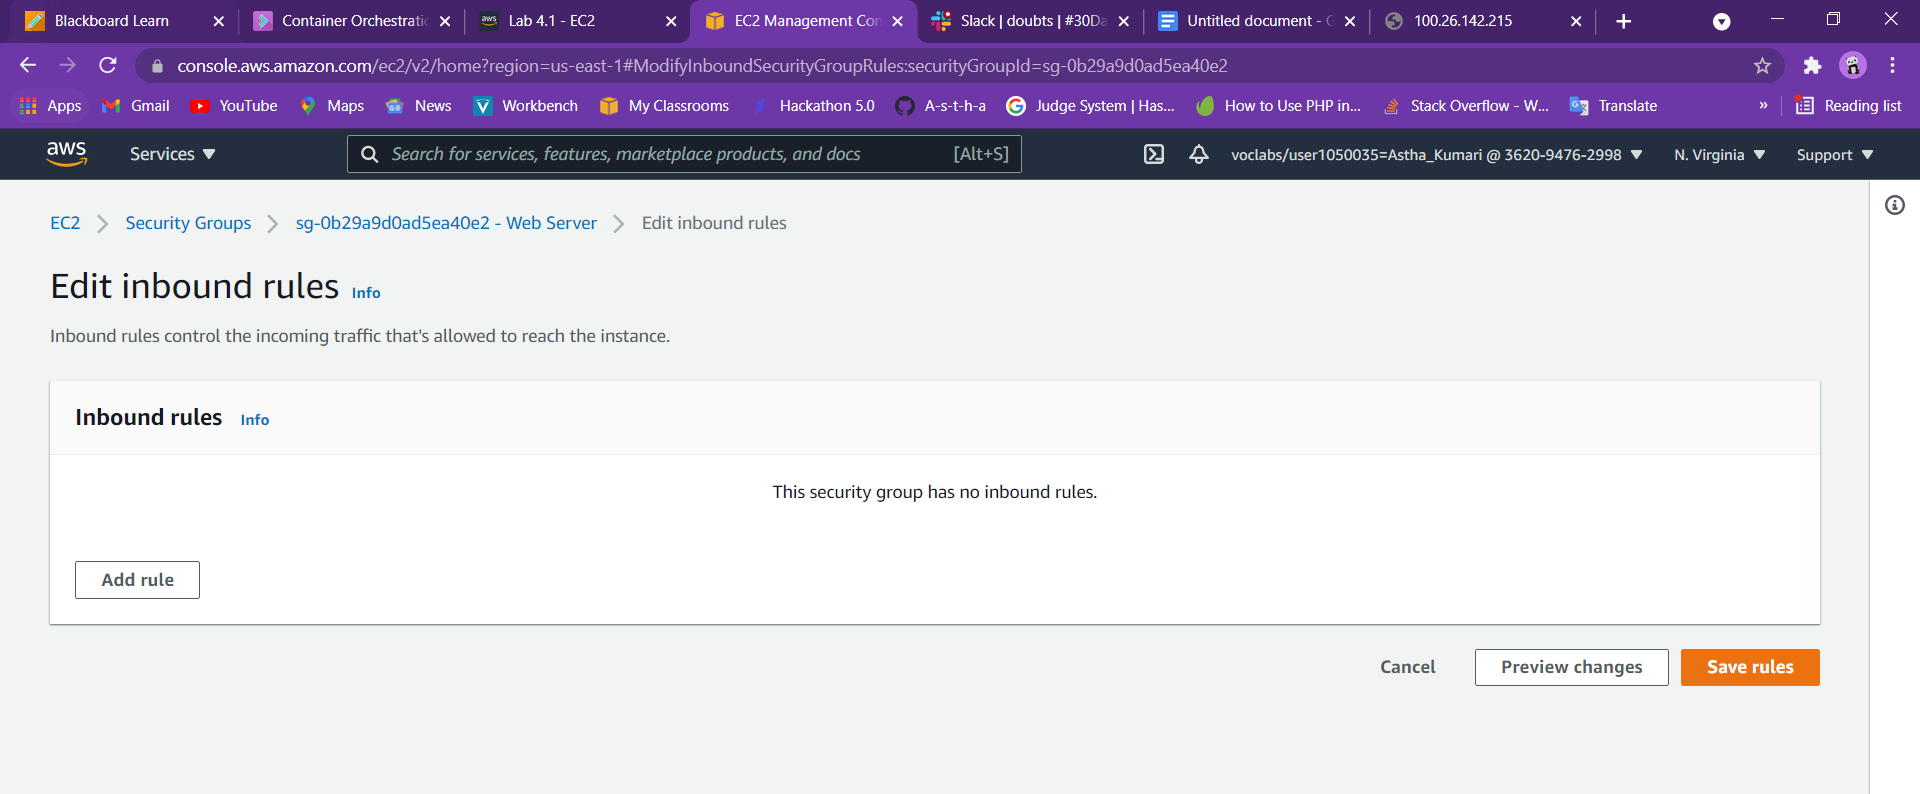 Blackboard Learn
Container Orchestratic
aws Lab 4.1 - EC2
EC2 Management Con
Slack | doubts | #30Da
Untitled document - G
100.26.142.215
console.aws.amazon.com/ec2/v2/home?region=us-east-1#ModifyInboundSecurityGroupRules:securityGroupId=sg-0b29a9d0ad5ea40e2
Apps Gmail YouTube Maps News Workbench My Classrooms Hackathon 5.0 A-s-t-h-a Judge System | Has... How to Use PHP in... Stack Overflow - W... Translate » Reading list
aws Services Search for services, features, marketplace products, and docs [Alt+S] voclabs/user1050035=Astha_Kumari @ 3620-9476-2998 N. Virginia Support
EC2 Security Groups sg-0b29a9d0ad5ea40e2 - Web Server Edit inbound rules
Edit inbound rules Info
Inbound rules control the incoming traffic that's allowed to reach the instance.
Inbound rules Info
This security group has no inbound rules.
Add rule
Cancel Preview changes Save rules